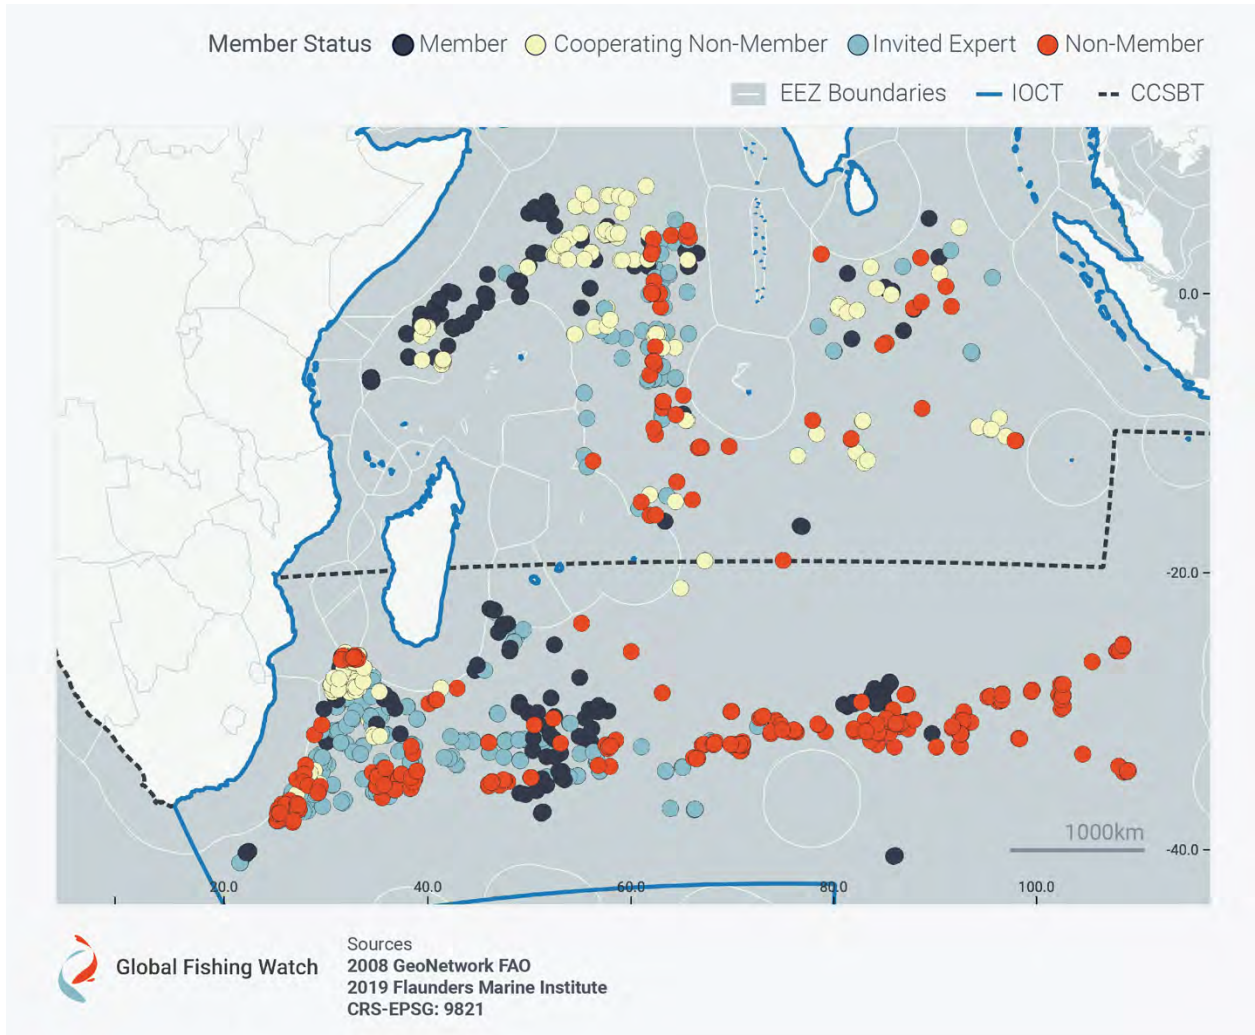 Member Status Member Cooperating Non-Member Invited Expert Non-Member
EEZ Boundaries IOCT CCSBT
0.0
-20.0
1000km
-40.0
20.0 40.0 60.0 80.0 100.0
Global Fishing Watch
Sources
2008 GeoNetwork FAO
2019 Flaunders Marine Institute
CRS-EPSG: 9821